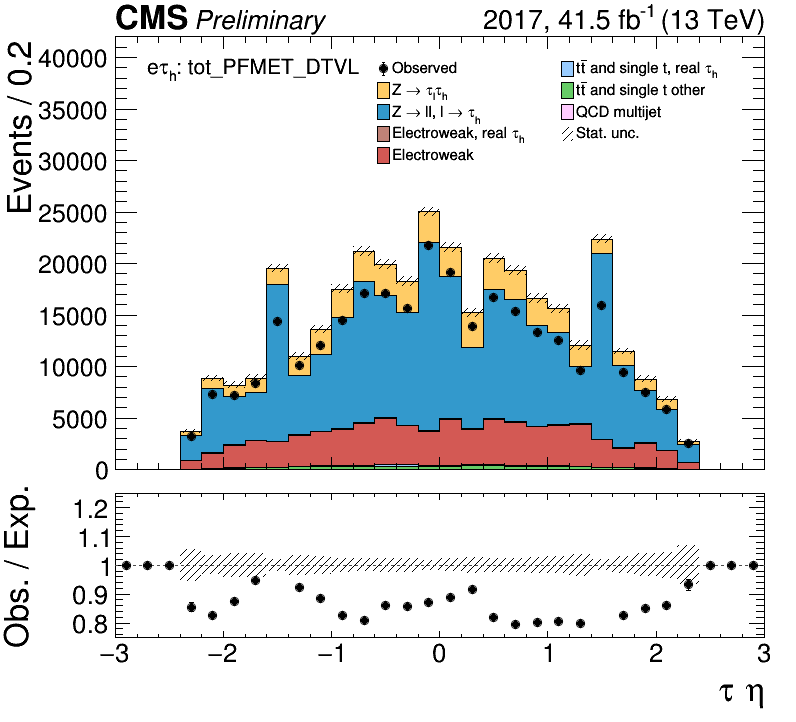 CMS Preliminary 2017, 41.5 fb⁻¹ (13 TeV)
Events / 0.2
40000
35000
30000
25000
20000
15000
10000
5000
0
eτₕ: tot_PFMET_DTVL
Observed
Z → τₗτₕ
Z → ll, l → τₕ
Electroweak, real τₕ
Electroweak
tt̄ and single t, real τₕ
tt̄ and single t other
QCD multijet
Stat. unc.
Obs. / Exp.
1.2
1.1
1
0.9
0.8
−3 −2 −1 0 1 2 3
τ η